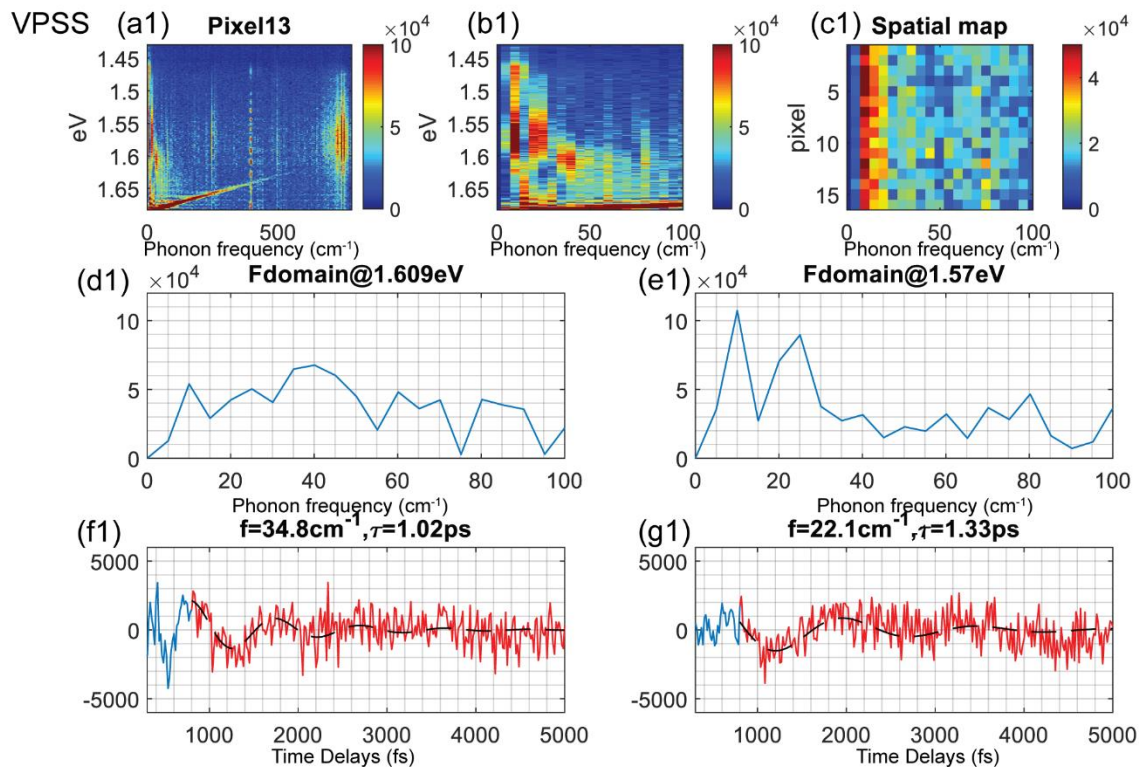 VPSS
(a1) Pixel13 ×10⁴
1.45
1.5
1.55
1.6
1.65
eV
0 500
Phonon frequency (cm⁻¹)
10
5
0
(b1) ×10⁴
1.45
1.5
1.55
1.6
1.65
eV
0 50 100
Phonon frequency (cm⁻¹)
10
5
0
(c1) Spatial map ×10⁴
5
10
15
pixel
0 50 100
Phonon frequency (cm⁻¹)
4
2
0
(d1) ×10⁴ Fdomain@1.609eV
10
5
0
0 20 40 60 80 100
Phonon frequency (cm⁻¹)
(e1) ×10⁴ Fdomain@1.57eV
10
5
0
0 20 40 60 80 100
Phonon frequency (cm⁻¹)
(f1) f=34.8cm⁻¹,τ=1.02ps
5000
0
-5000
1000 2000 3000 4000 5000
Time Delays (fs)
(g1) f=22.1cm⁻¹,τ=1.33ps
5000
0
-5000
1000 2000 3000 4000 5000
Time Delays (fs)